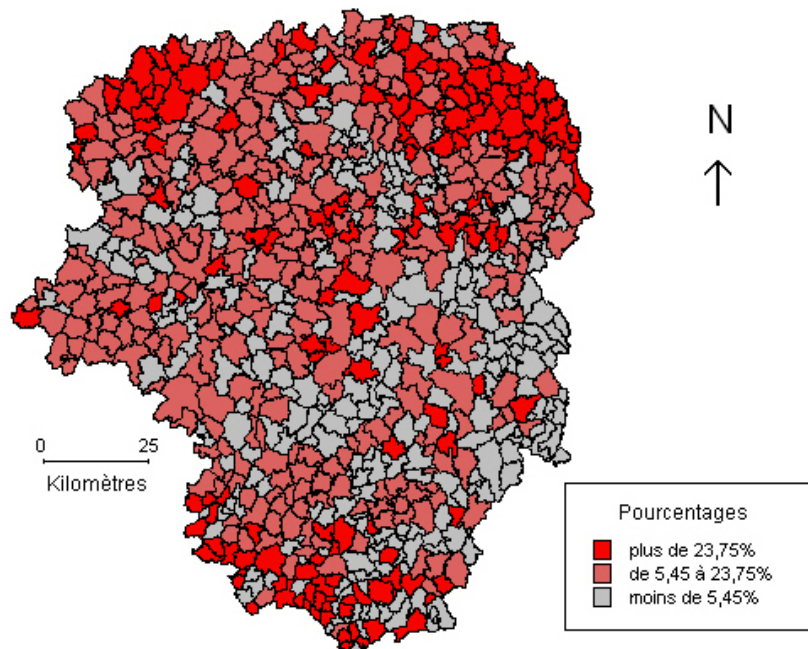 N
0 25
Kilomètres
Pourcentages
plus de 23,75%
de 5,45 à 23,75%
moins de 5,45%